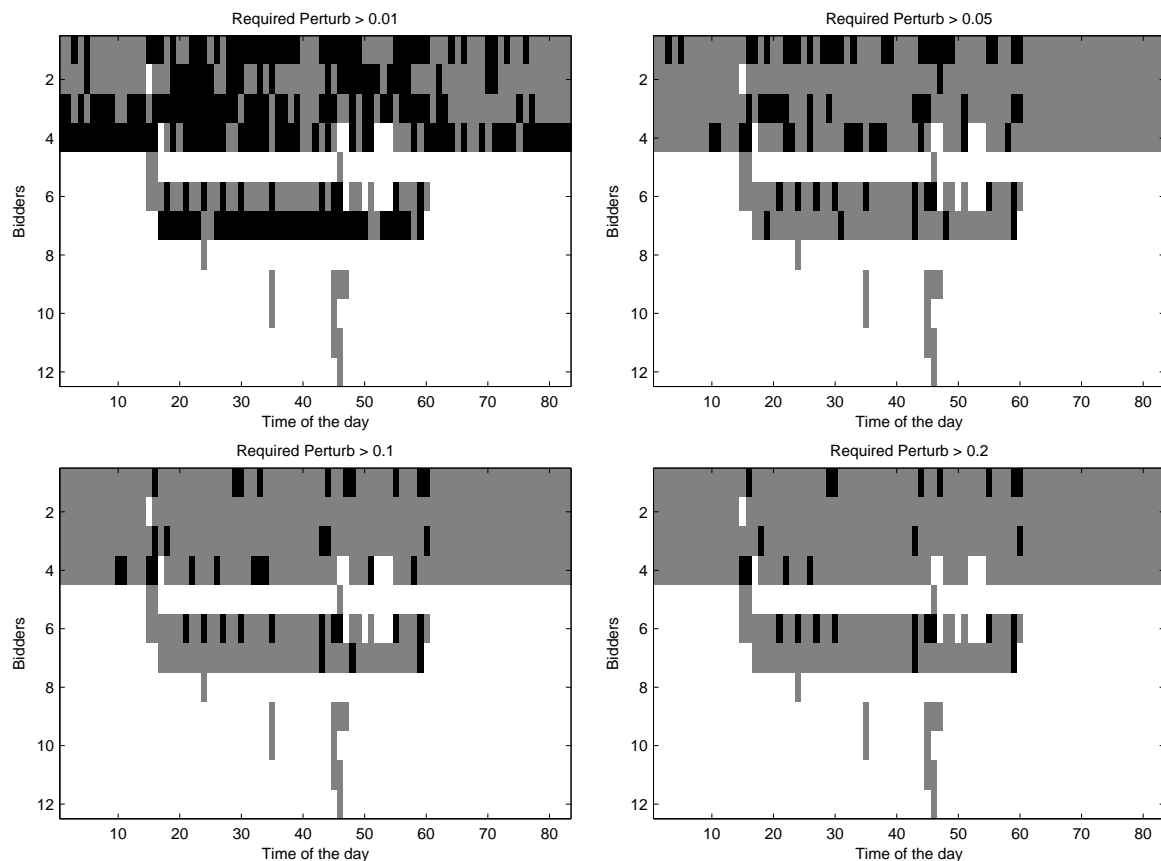 Required Perturb > 0.01
Bidders
2
4
6
8
10
12
10 20 30 40 50 60 70 80
Time of the day
Required Perturb > 0.05
Bidders
2
4
6
8
10
12
10 20 30 40 50 60 70 80
Time of the day
Required Perturb > 0.1
Bidders
2
4
6
8
10
12
10 20 30 40 50 60 70 80
Time of the day
Required Perturb > 0.2
Bidders
2
4
6
8
10
12
10 20 30 40 50 60 70 80
Time of the day